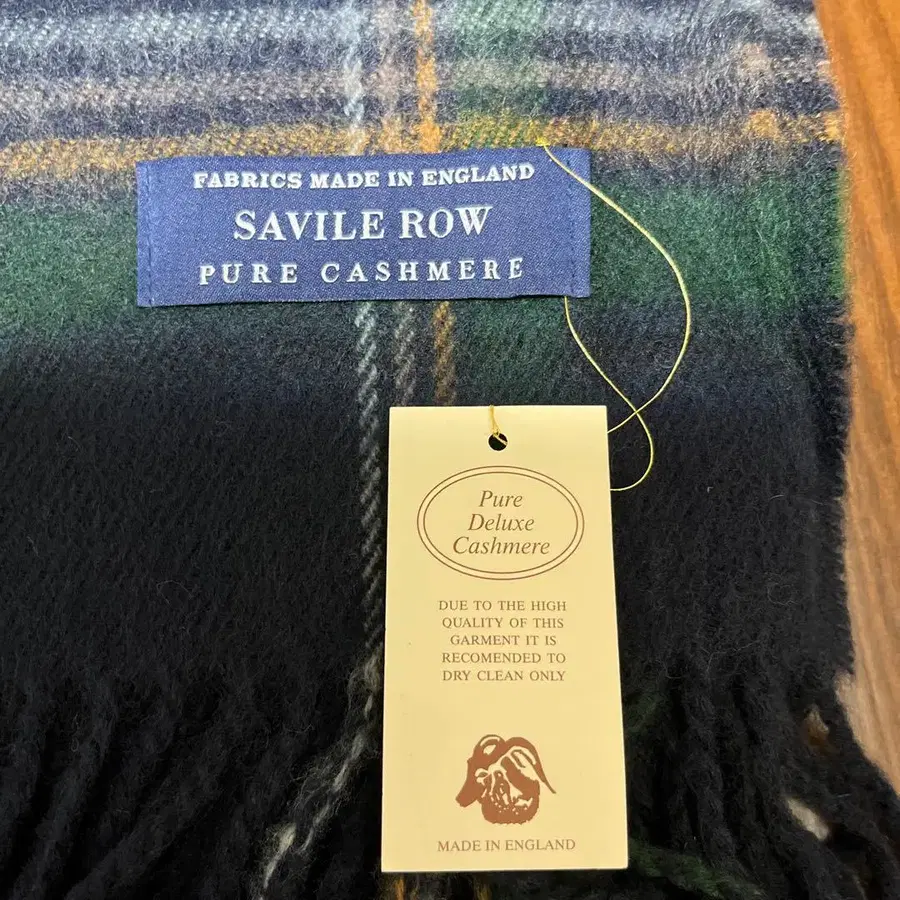 FABRICS MADE IN ENGLAND
SAVILE ROW
PURE CASHMERE
Pure
Deluxe
Cashmere
DUE TO THE HIGH
QUALITY OF THIS
GARMENT IT IS
RECOMENDED TO
DRY CLEAN ONLY
MADE IN ENGLAND